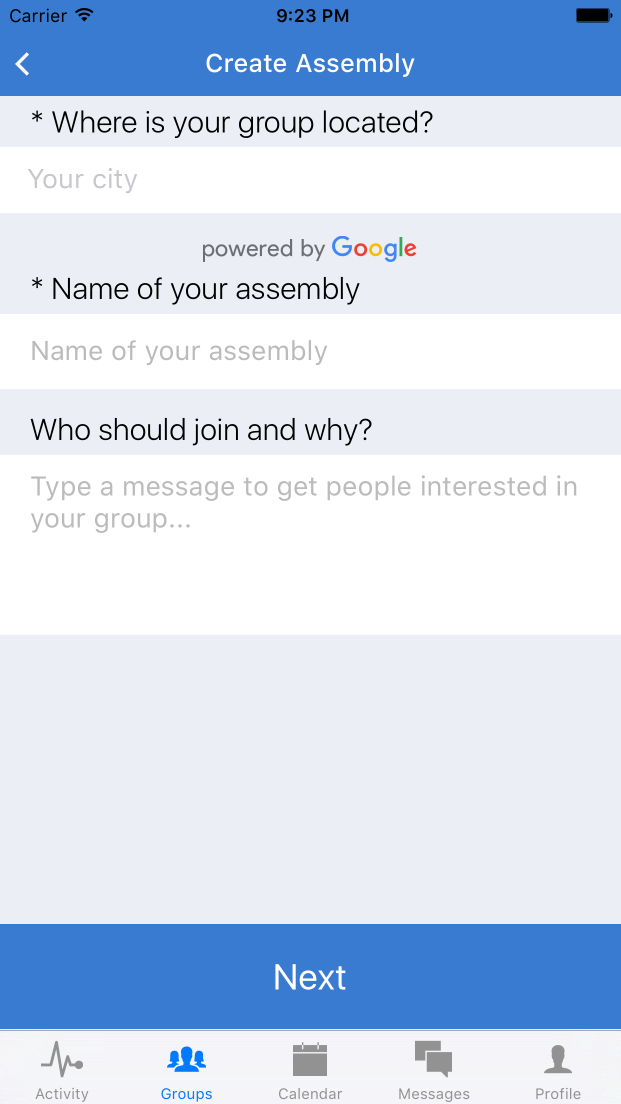 Carrier 9:23 PM
Create Assembly
* Where is your group located?
Your city
powered by Google
* Name of your assembly
Name of your assembly
Who should join and why?
Type a message to get people interested in
your group...
Next
Activity Groups Calendar Messages Profile